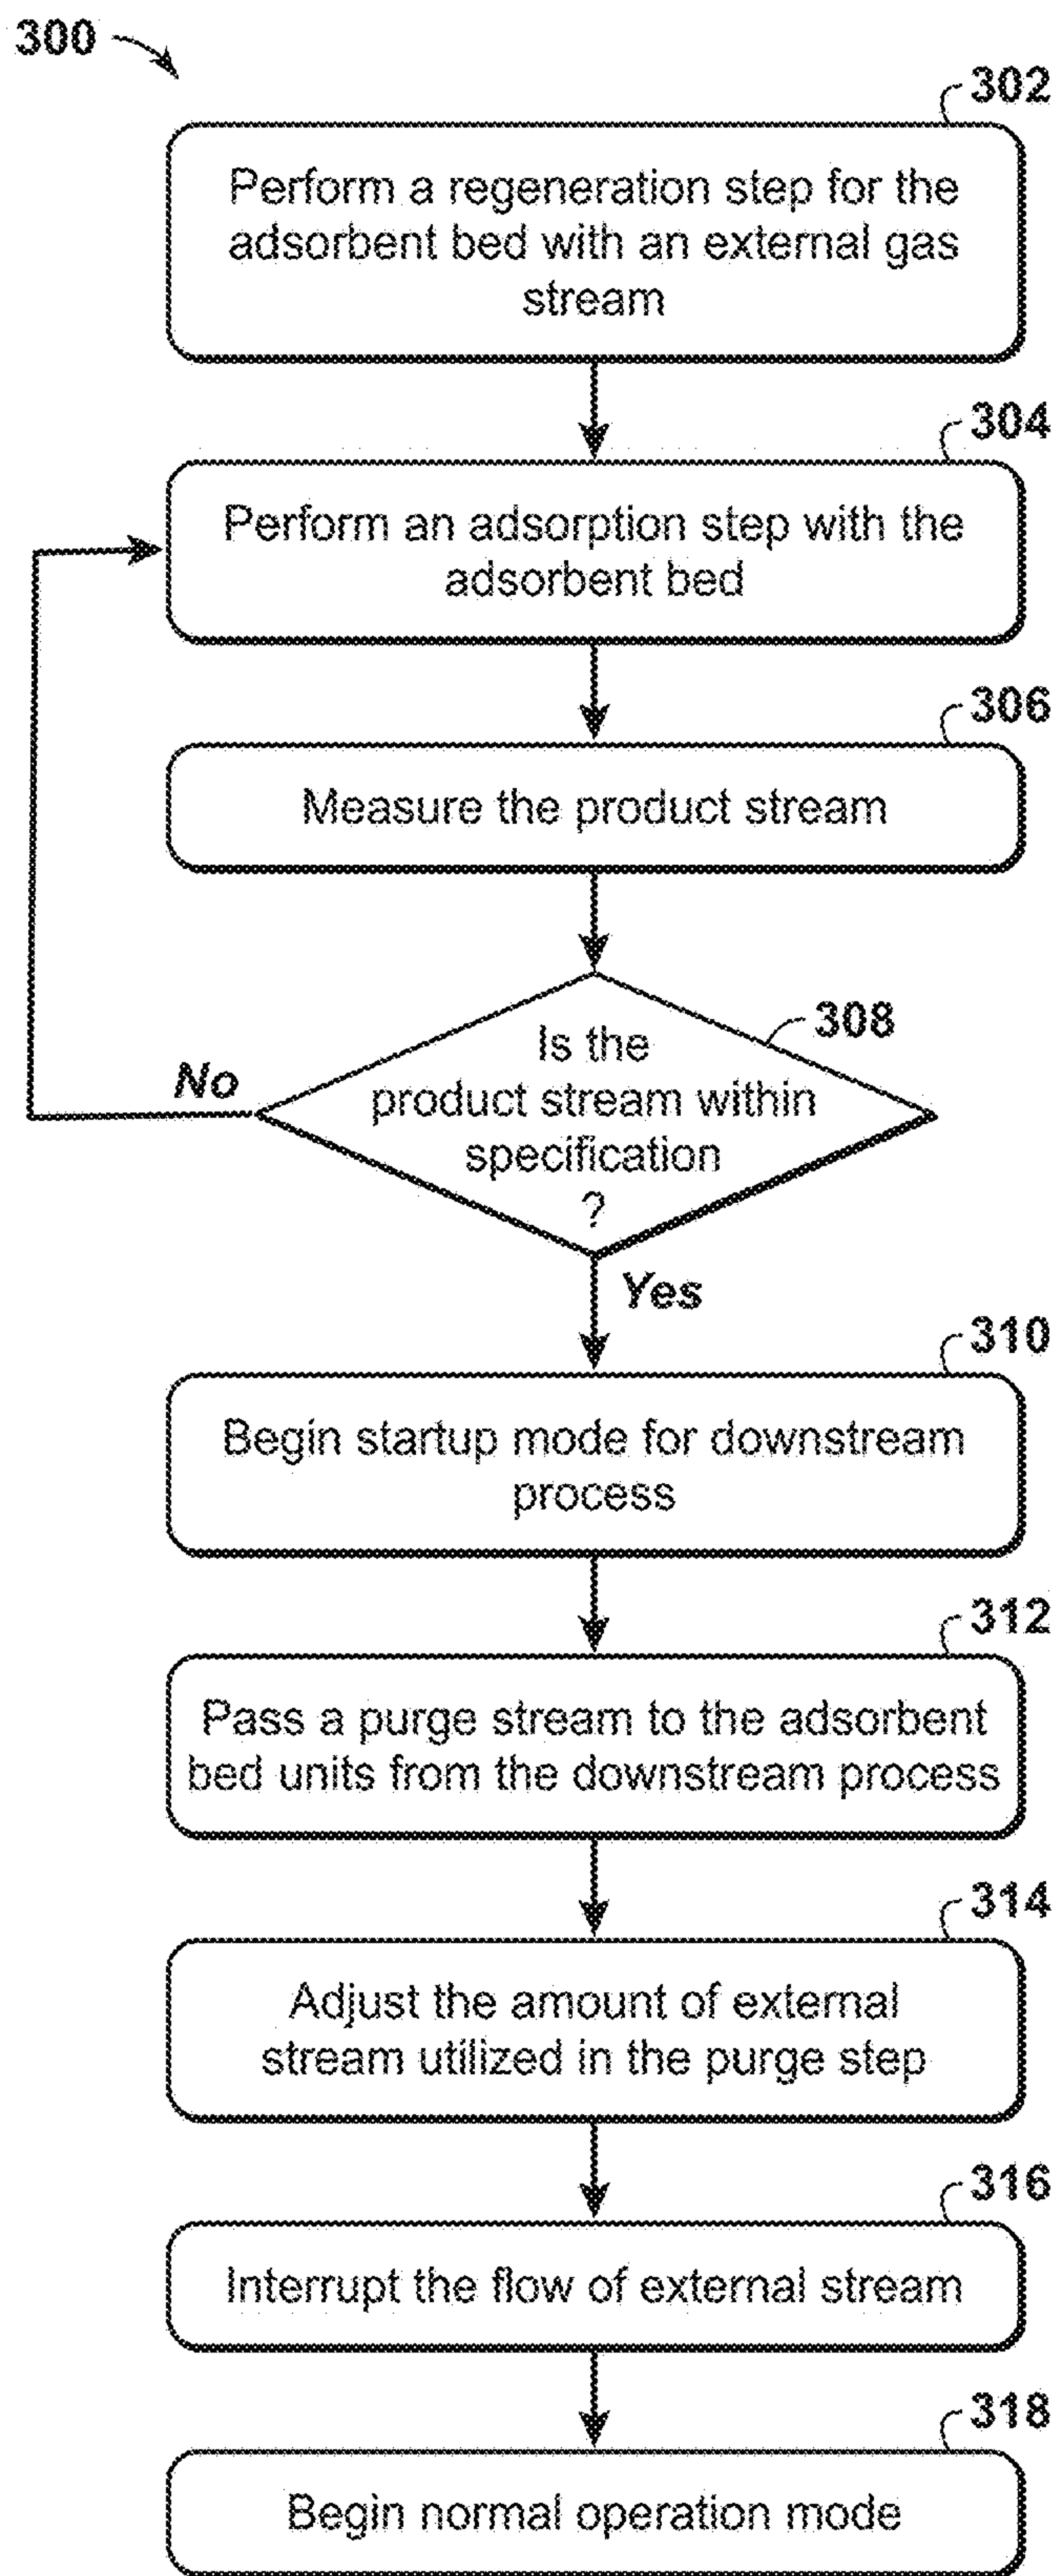 300
302
Perform a regeneration step for the
adsorbent bed with an external gas
stream
304
Perform an adsorption step with the
adsorbent bed
306
Measure the product stream
308
Is the
product stream within
specification
?
No
Yes
310
Begin startup mode for downstream
process
312
Pass a purge stream to the adsorbent
bed units from the downstream process
314
Adjust the amount of external
stream utilized in the purge step
316
Interrupt the flow of external stream
318
Begin normal operation mode